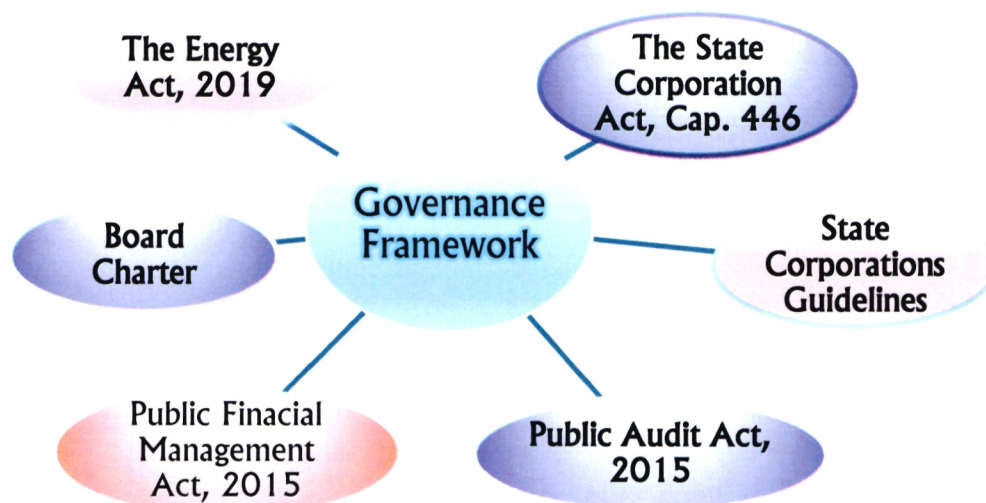 The Energy
Act, 2019
The State
Corporation
Act, Cap. 446
Governance
Framework
Board
Charter
State
Corporations
Guidelines
Public Finacial
Management
Act, 2015
Public Audit Act,
2015